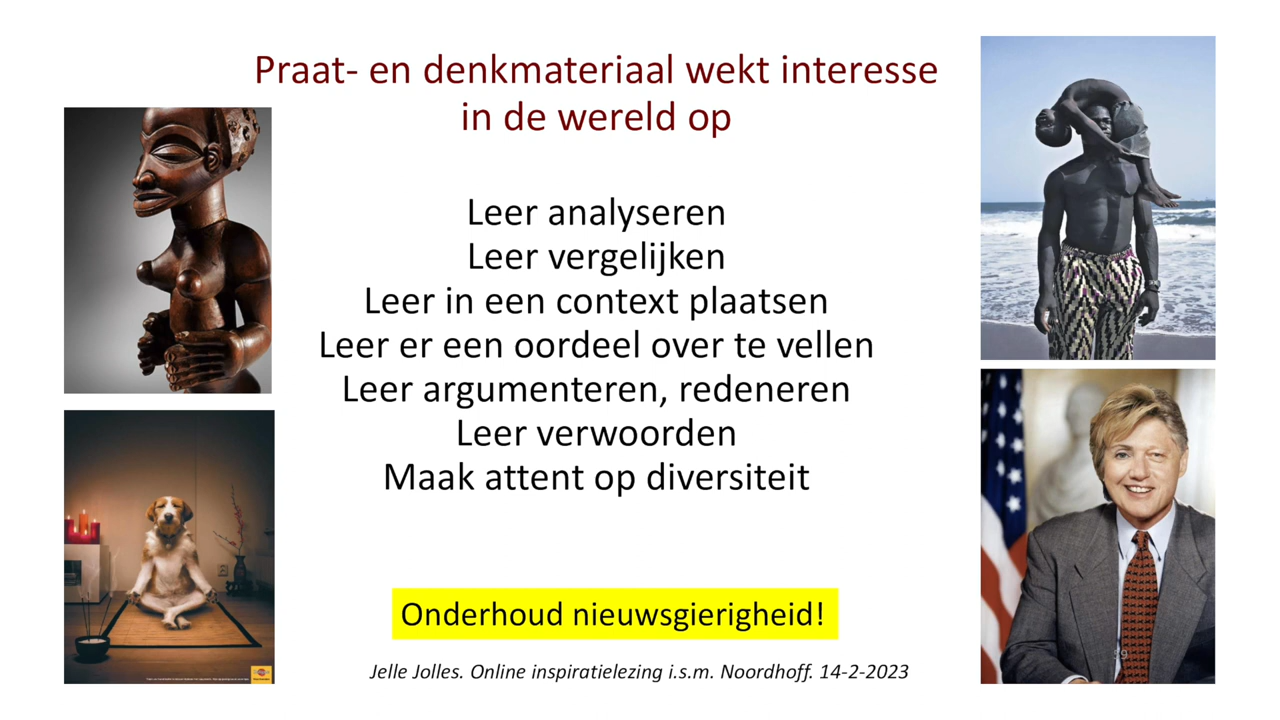 Praat- en denkmateriaal wekt interesse
in de wereld op
Leer analyseren
Leer vergelijken
Leer in een context plaatsen
Leer er een oordeel over te vellen
Leer argumenteren, redeneren
Leer verwoorden
Maak attent op diversiteit
Onderhoud nieuwsgierigheid!
Jelle Jolles. Online inspiratielezing i.s.m. Noordhoff. 14-2-2023
59